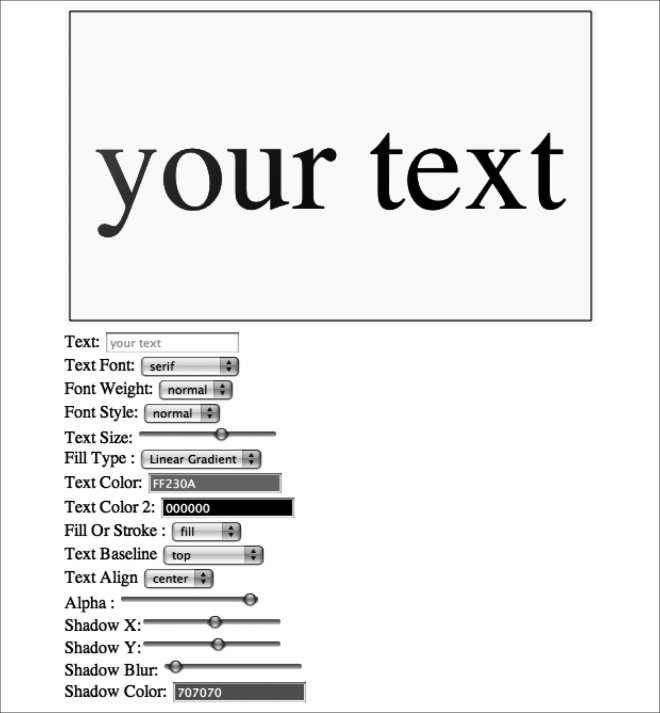 your text
Text: your text
Text Font: serif
Font Weight: normal
Font Style: normal
Text Size:
Fill Type : Linear Gradient
Text Color: FF230A
Text Color 2: 000000
Fill Or Stroke : fill
Text Baseline top
Text Align center
Alpha :
Shadow X:
Shadow Y:
Shadow Blur:
Shadow Color: 707070